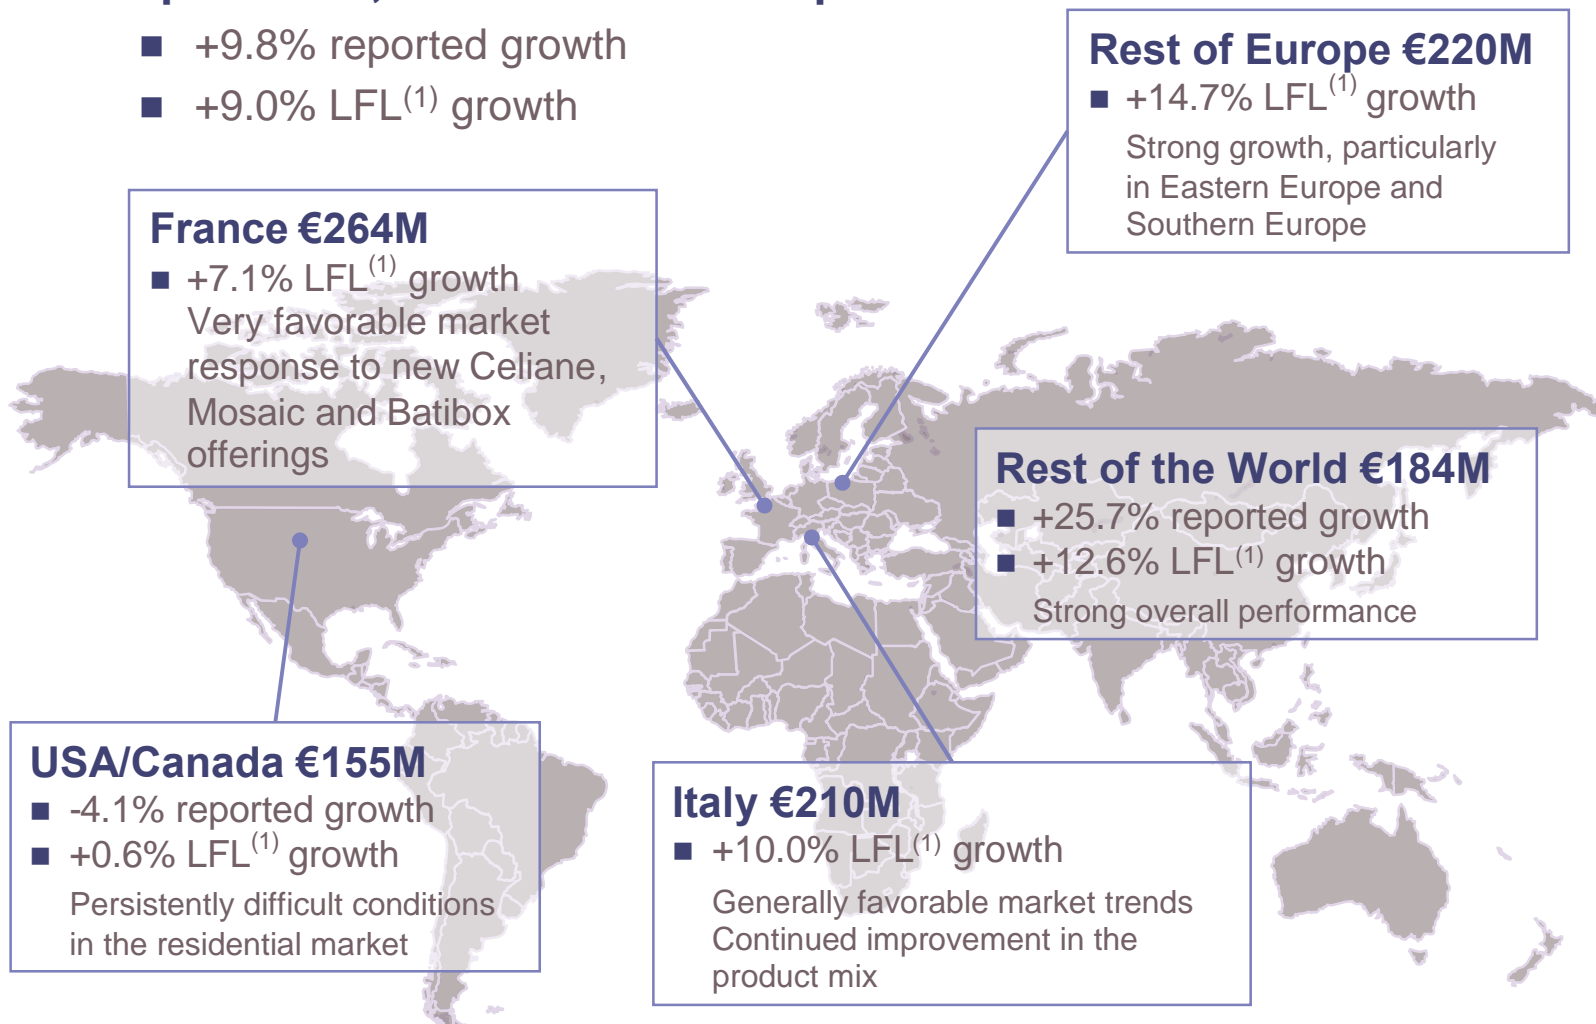 +9.8% reported growth
+9.0% LFL(1) growth
Rest of Europe €220M
+14.7% LFL(1) growth
Strong growth, particularly
in Eastern Europe and
Southern Europe
France €264M
+7.1% LFL(1) growth
Very favorable market
response to new Celiane,
Mosaic and Batibox
offerings
Rest of the World €184M
+25.7% reported growth
+12.6% LFL(1) growth
Strong overall performance
USA/Canada €155M
-4.1% reported growth
+0.6% LFL(1) growth
Persistently difficult conditions
in the residential market
Italy €210M
+10.0% LFL(1) growth
Generally favorable market trends
Continued improvement in the
product mix